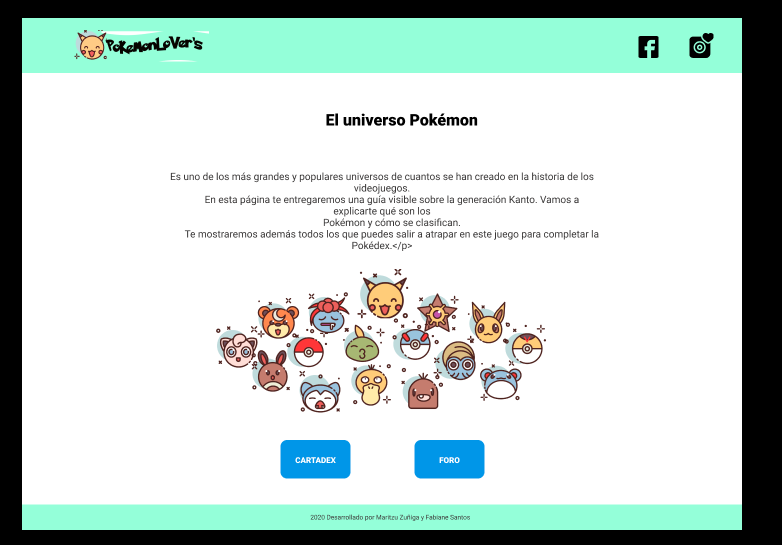 PokemonLoVer's
El universo Pokémon
Es uno de los más grandes y populares universos de cuantos se han creado en la historia de los
videojuegos.
En esta página te entregaremos una guía visible sobre la generación Kanto. Vamos a
explicarte qué son los
Pokémon y cómo se clasifican.
Te mostraremos además todos los que puedes salir a atrapar en este juego para completar la
Pokédex.</p>
CARTADEX
FORO
2020 Desarrollado por Maritzu Zuñiga y Fabiane Santos